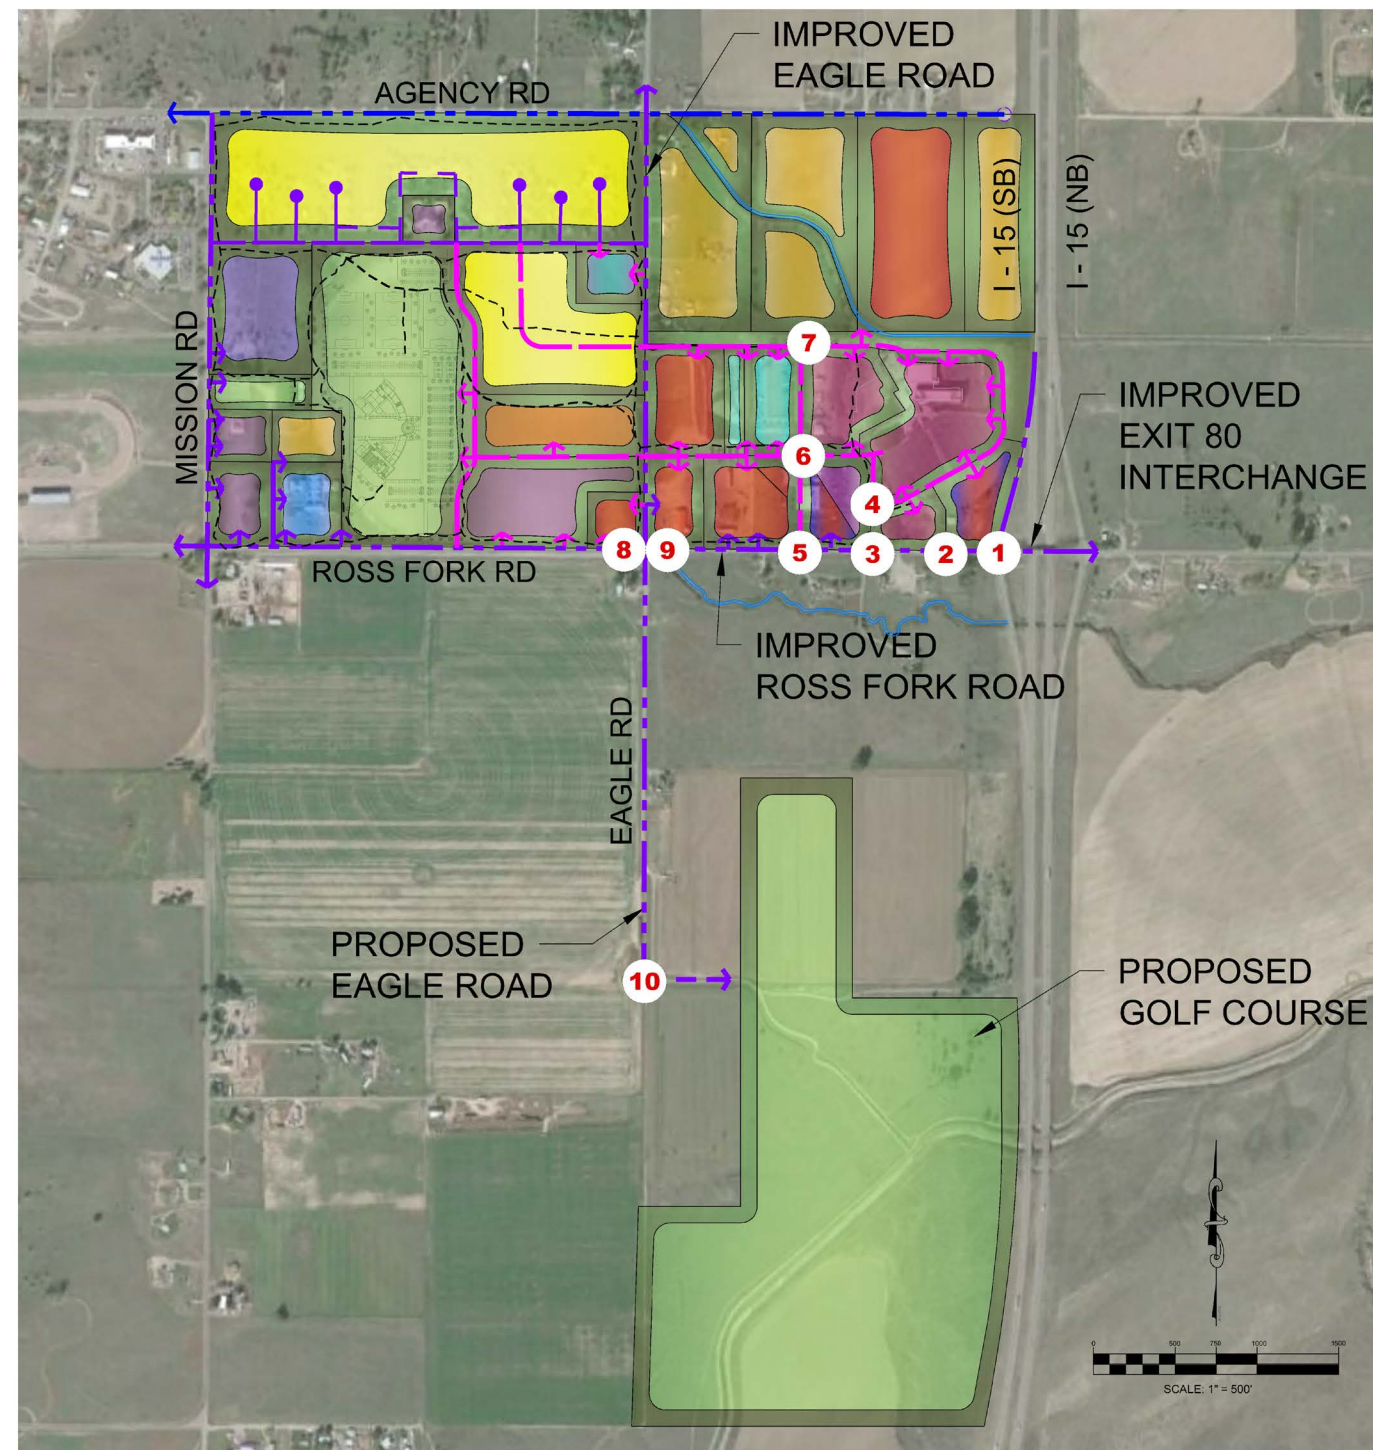 IMPROVED
EAGLE ROAD
AGENCY RD
I - 15 (SB)
I - 15 (NB)
MISSION RD
7
IMPROVED
EXIT 80
INTERCHANGE
6
4
8
9
5
3
2
1
ROSS FORK RD
IMPROVED
ROSS FORK ROAD
EAGLE RD
PROPOSED
EAGLE ROAD
10
PROPOSED
GOLF COURSE
0 500 750 1000 1500
SCALE: 1" = 500'